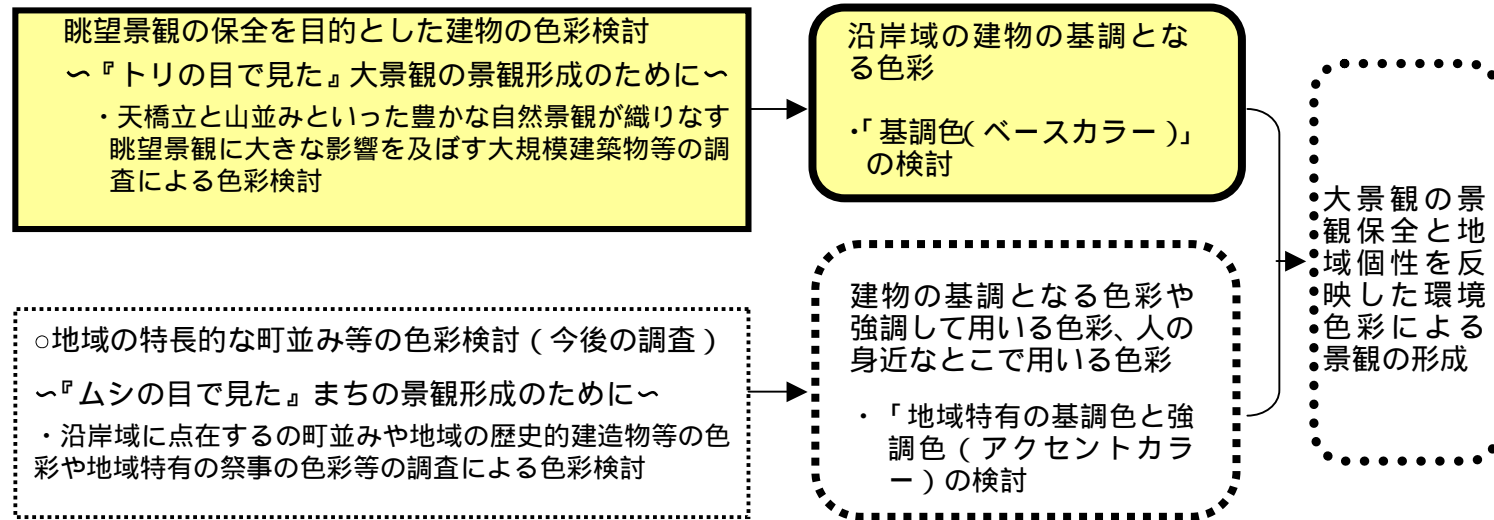 眺望景観の保全を目的とした建物の色彩検討
～『トリの目で見た』大景観の景観形成のために～
・天橋立と山並みといった豊かな自然景観が織りなす
眺望景観に大きな影響を及ぼす大規模建築物等の調
査による色彩検討
沿岸域の建物の基調とな
る色彩
・「基調色（ベースカラー）」
の検討
○地域の特長的な町並み等の色彩検討（今後の調査）
～『ムシの目で見た』まちの景観形成のために～
・沿岸域に点在するの町並みや地域の歴史的建造物等の色
彩や地域特有の祭事の色彩等の調査による色彩検討
建物の基調となる色彩や
強調して用いる色彩、人の
身近なとこで用いる色彩
・「地域特有の基調色と強
調色（アクセントカラ
ー）の検討
大景観の景
観保全と地
域個性を反
映した環境
色彩による
景観の形成